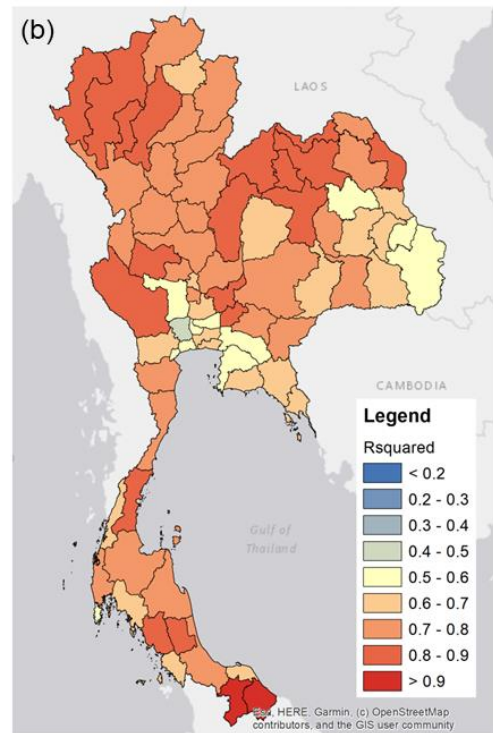 (b)
LAOS
CAMBODIA
Gulf of
Thailand
Legend
Rsquared
< 0.2
0.2 - 0.3
0.3 - 0.4
0.4 - 0.5
0.5 - 0.6
0.6 - 0.7
0.7 - 0.8
0.8 - 0.9
> 0.9
HERE, Garmin, (c) OpenStreetMap
contributors, and the GIS user community